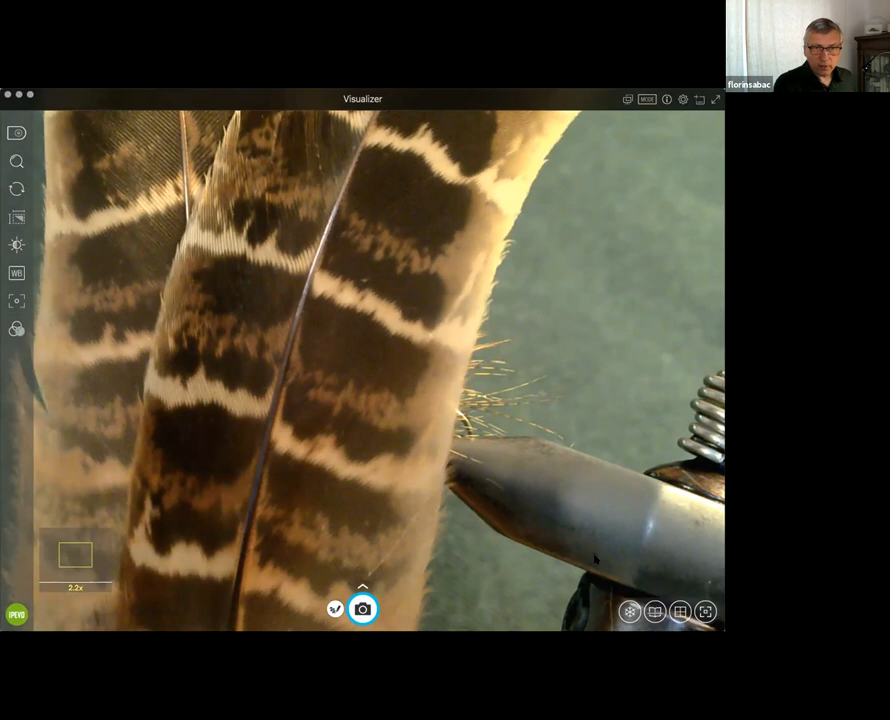 florinsabac
Visualizer
MODE
WB
2.2x
IPEVO